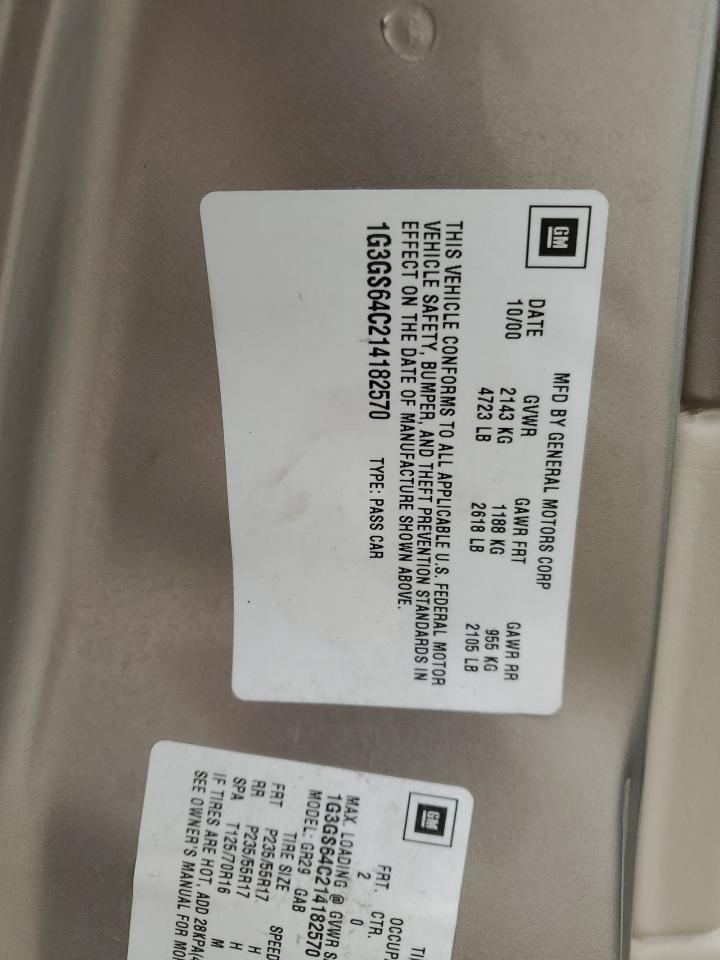 GM
MFD BY GENERAL MOTORS CORP
DATE GVWR GAWR FRT GAWR RR
10/00 2143 KG 1188 KG 955 KG
4723 LB 2618 LB 2105 LB
THIS VEHICLE CONFORMS TO ALL APPLICABLE U.S. FEDERAL MOTOR
VEHICLE SAFETY, BUMPER, AND THEFT PREVENTION STANDARDS IN
EFFECT ON THE DATE OF MANUFACTURE SHOWN ABOVE.
1G3GS64C214182570 TYPE: PASS CAR
GM
FRT. CTR.
2 0
MAX. LOADING @ GVWR
1G3GS64C214182570
MODEL: GR29 GAB
TIRE SIZE
FRT P235/55R17 H
RR P235/55R17 H
SPA T125/70R16 M
IF TIRES ARE HOT, ADD 28KPA
SEE OWNER'S MANUAL FOR